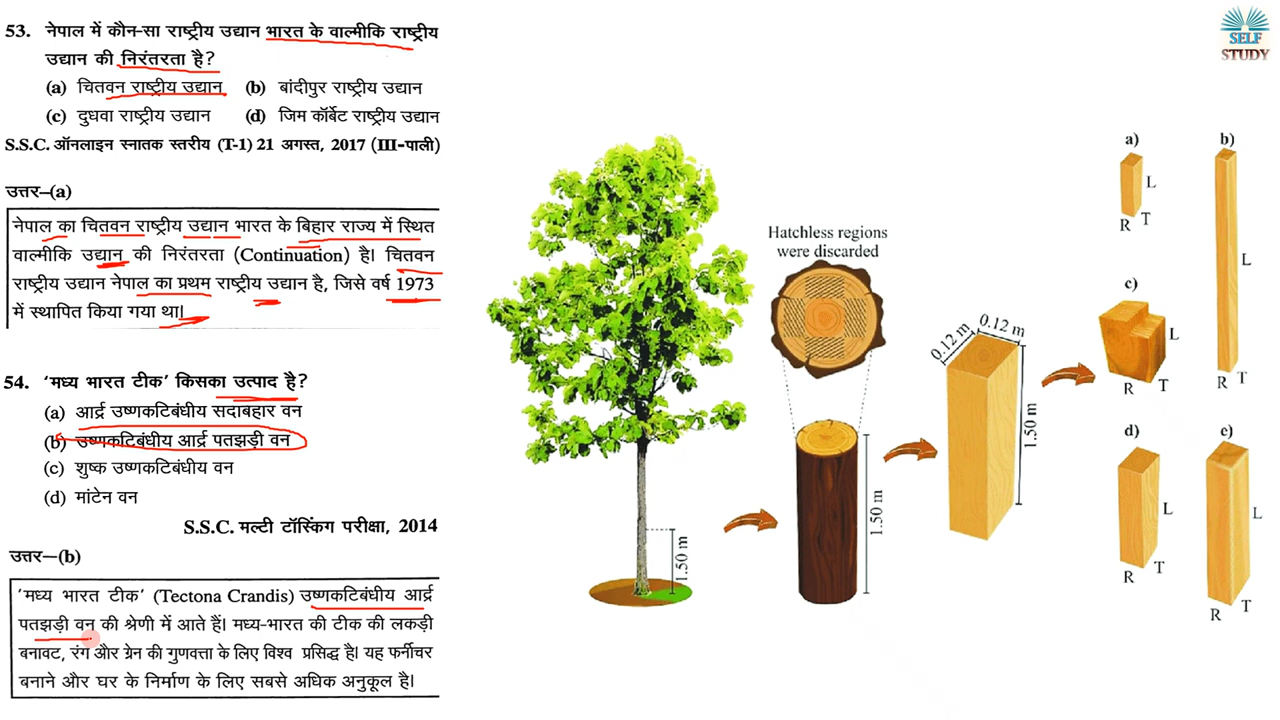 53. नेपाल में कौन-सा राष्ट्रीय उद्यान भारत के वाल्मीकि राष्ट्रीय
उद्यान की निरंतरता है?
(a) चितवन राष्ट्रीय उद्यान (b) बांदीपुर राष्ट्रीय उद्यान
(c) दुधवा राष्ट्रीय उद्यान (d) जिम कॉर्बेट राष्ट्रीय उद्यान
S.S.C. ऑनलाइन स्नातक स्तरीय (T-1) 21 अगस्त, 2017 (III-पाली)
उत्तर–(a)
नेपाल का चितवन राष्ट्रीय उद्यान भारत के बिहार राज्य में स्थित
वाल्मीकि उद्यान की निरंतरता (Continuation) है। चितवन
राष्ट्रीय उद्यान नेपाल का प्रथम राष्ट्रीय उद्यान है, जिसे वर्ष 1973
में स्थापित किया गया था।
54. 'मध्य भारत टीक' किसका उत्पाद है?
(a) आर्द्र उष्णकटिबंधीय सदाबहार वन
(b) उष्णकटिबंधीय आर्द्र पतझड़ी वन
(c) शुष्क उष्णकटिबंधीय वन
(d) मांटेन वन
S.S.C. मल्टी टॉस्किंग परीक्षा, 2014
उत्तर–(b)
'मध्य भारत टीक' (Tectona Crandis) उष्णकटिबंधीय आर्द्र
पतझड़ी वन की श्रेणी में आते हैं। मध्य-भारत की टीक की लकड़ी
बनावट, रंग और ग्रेन की गुणवत्ता के लिए विश्व प्रसिद्ध है। यह फर्नीचर
बनाने और घर के निर्माण के लिए सबसे अधिक अनुकूल है।
SELF
STUDY
Hatchless regions
were discarded
1.50 m
1.50 m
0.12 m
0.12 m
1.50 m
a)
L
R T
b)
L
R T
c)
L
R T
d)
L
R T
e)
L
R T